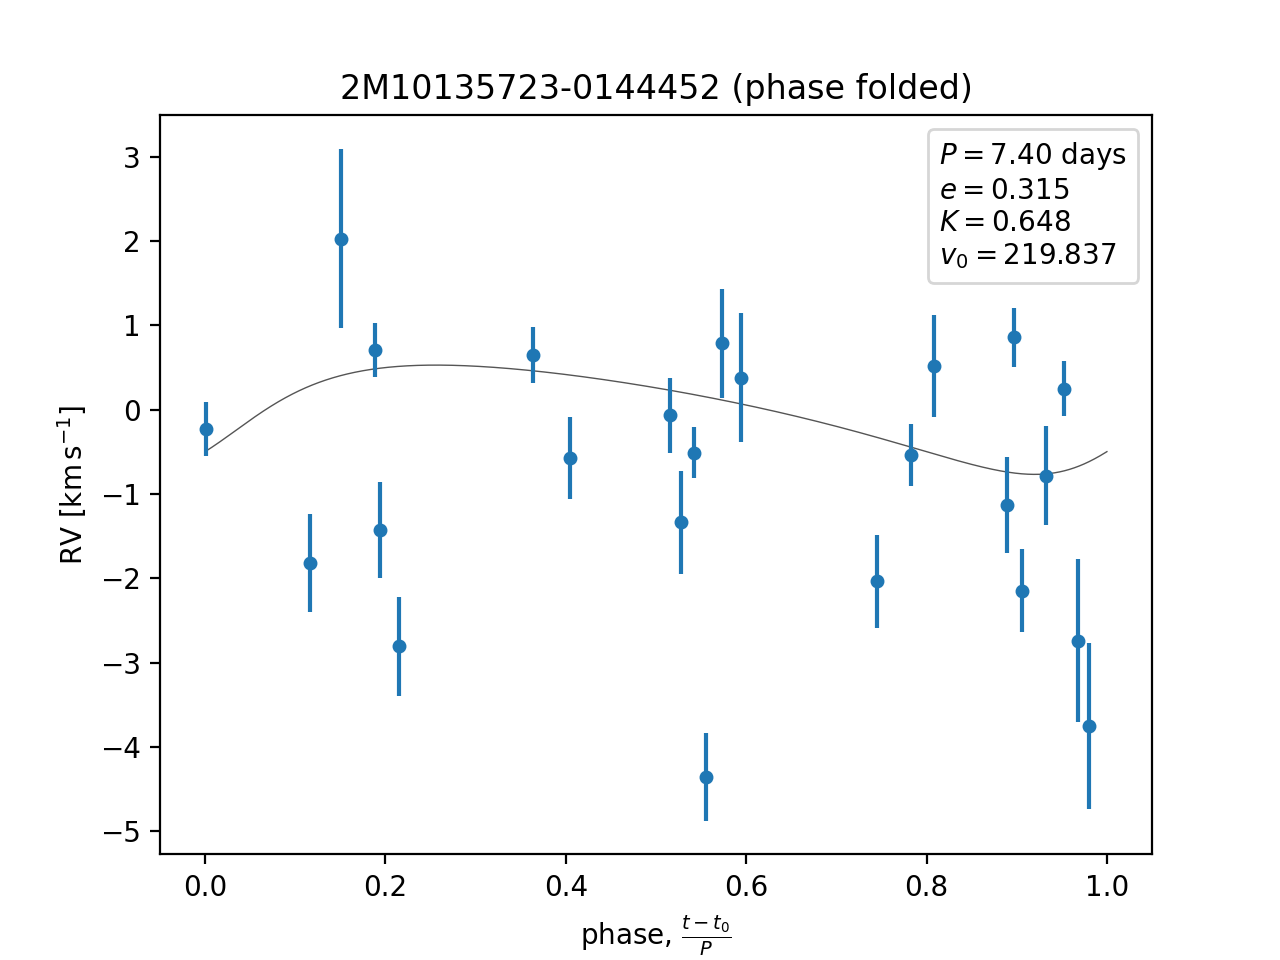 2M10135723-0144452 (phase folded)
P = 7.40 days
e = 0.315
K = 0.648
v₀ = 219.837
3
2
1
0
−1
−2
−3
−4
−5
RV [km s⁻¹]
0.0 0.2 0.4 0.6 0.8 1.0
phase, (t − t₀)/P